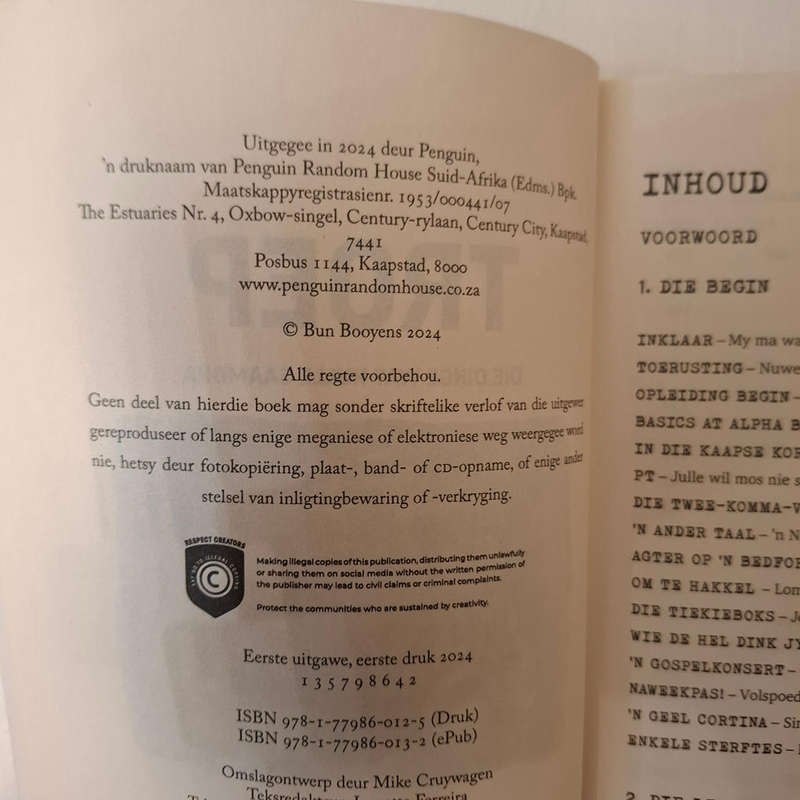 Uitgegee in 2024 deur Penguin,
'n druknaam van Penguin Random House Suid-Afrika (Edms.) Bpk.
Maatskappyregistrasienr. 1953/000441/07
The Estuaries Nr. 4, Oxbow-singel, Century-rylaan, Century City, Kaapstad,
7441
Posbus 1144, Kaapstad, 8000
www.penguinrandomhouse.co.za
© Bun Booyens 2024
Alle regte voorbehou.
Geen deel van hierdie boek mag sonder skriftelike verlof van die uitgewer
gereproduseer of langs enige meganiese of elektroniese weg weergegee word
nie, hetsy deur fotokopiëring, plaat-, band- of CD-opname, of enige ander
stelsel van inligtingbewaring of -verkryging.
RESPECT CREATORS
SAY NO TO ILLEGAL COPIES
Making illegal copies of this publication, distributing them unlawfully
or sharing them on social media without the written permission of
the publisher may lead to civil claims or criminal complaints.
Protect the communities who are sustained by creativity.
Eerste uitgawe, eerste druk 2024
1 3 5 7 9 8 6 4 2
ISBN 978-1-77986-012-5 (Druk)
ISBN 978-1-77986-013-2 (ePub)
Omslagontwerp deur Mike Cruywagen
INHOUD
VOORWOORD
1. DIE BEGIN
INKLAAR – My ma wa
TOERUSTING – Nuwe
OPLEIDING BEGIN –
BASICS AT ALPHA B
IN DIE KAAPSE KOR
PT – Julle wil mos nie s
DIE TWEE-KOMMA-V
'N ANDER TAAL – 'n N
AGTER OP 'N BEDFOR
OM TE HAKKEL – Lom
DIE TIEKIEBOKS – J
WIE DE HEL DINK JY
'N GOSPELKONSERT –
NAWEEKPAS! – Volspoed
'N GEEL CORTINA – Sin
ENKELE STERFTES –